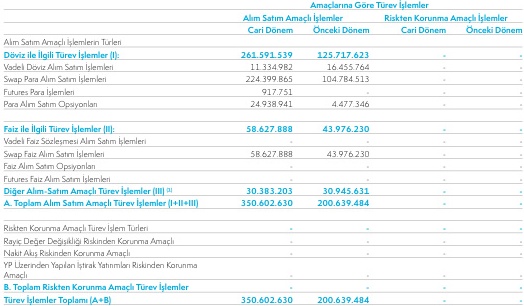 Amaçlarına Göre Türev İşlemler
Alım Satım Amaçlı İşlemler Riskten Korunma Amaçlı İşlemler
Cari Dönem Önceki Dönem Cari Dönem Önceki Dönem
Alım Satım Amaçlı İşlemlerin Türleri
Döviz ile İlgili Türev İşlemler (I): 261.591.539 125.717.623 - -
Vadeli Döviz Alım Satım İşlemleri 11.334.982 16.455.764 - -
Swap Para Alım Satım İşlemleri 224.399.865 104.784.513 - -
Futures Para İşlemleri 917.751 - - -
Para Alım Satım Opsiyonları 24.938.941 4.477.346 - -
Faiz ile İlgili Türev İşlemler (II): 58.627.888 43.976.230 - -
Vadeli Faiz Sözleşmesi Alım Satım İşlemleri - - - -
Swap Faiz Alım Satım İşlemleri 58.627.888 43.976.230 - -
Faiz Alım Satım Opsiyonları - - - -
Futures Faiz Alım Satım İşlemleri - - - -
Diğer Alım-Satım Amaçlı Türev İşlemler (III) 30.383.203 30.945.631 - -
A. Toplam Alım Satım Amaçlı Türev İşlemler (I+II+III) 350.602.630 200.639.484 - -
Riskten Korunma Amaçlı Türev İşlem Türleri - - - -
Rayiç Değer Değişikliği Riskinden Korunma Amaçlı - - - -
Nakit Akış Riskinden Korunma Amaçlı - - - -
YP Üzerinden Yapılan İştirak Yatırımları Riskinden Korunma
Amaçlı - - - -
B. Toplam Riskten Korunma Amaçlı Türev İşlemler - - - -
Türev İşlemler Toplamı (A+B) 350.602.630 200.639.484 - -